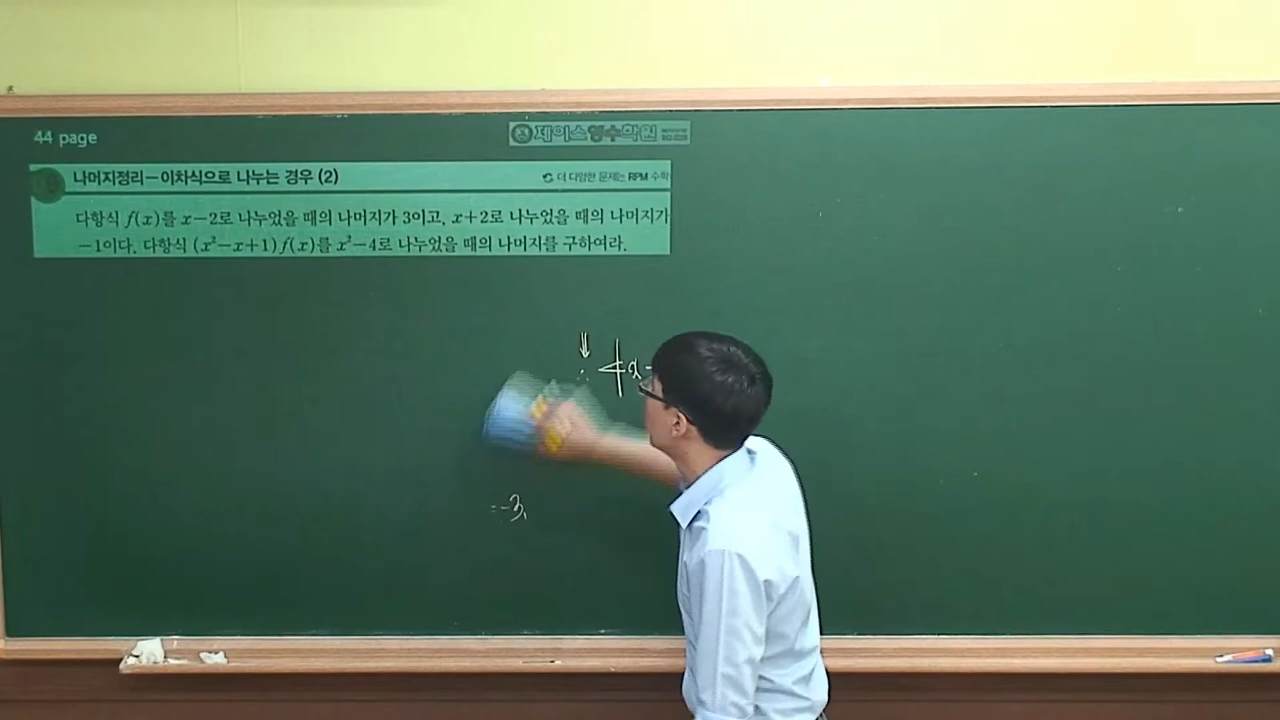 44 page
제이스영수학원
나머지정리-이차식으로 나누는 경우 (2)
더 다양한 문제는 RPM 수학
다항식 f(x)를 x-2로 나누었을 때의 나머지가 3이고, x+2로 나누었을 때의 나머지가
-1이다. 다항식 (x²-x+1)f(x)를 x²-4로 나누었을 때의 나머지를 구하여라.
=-3,